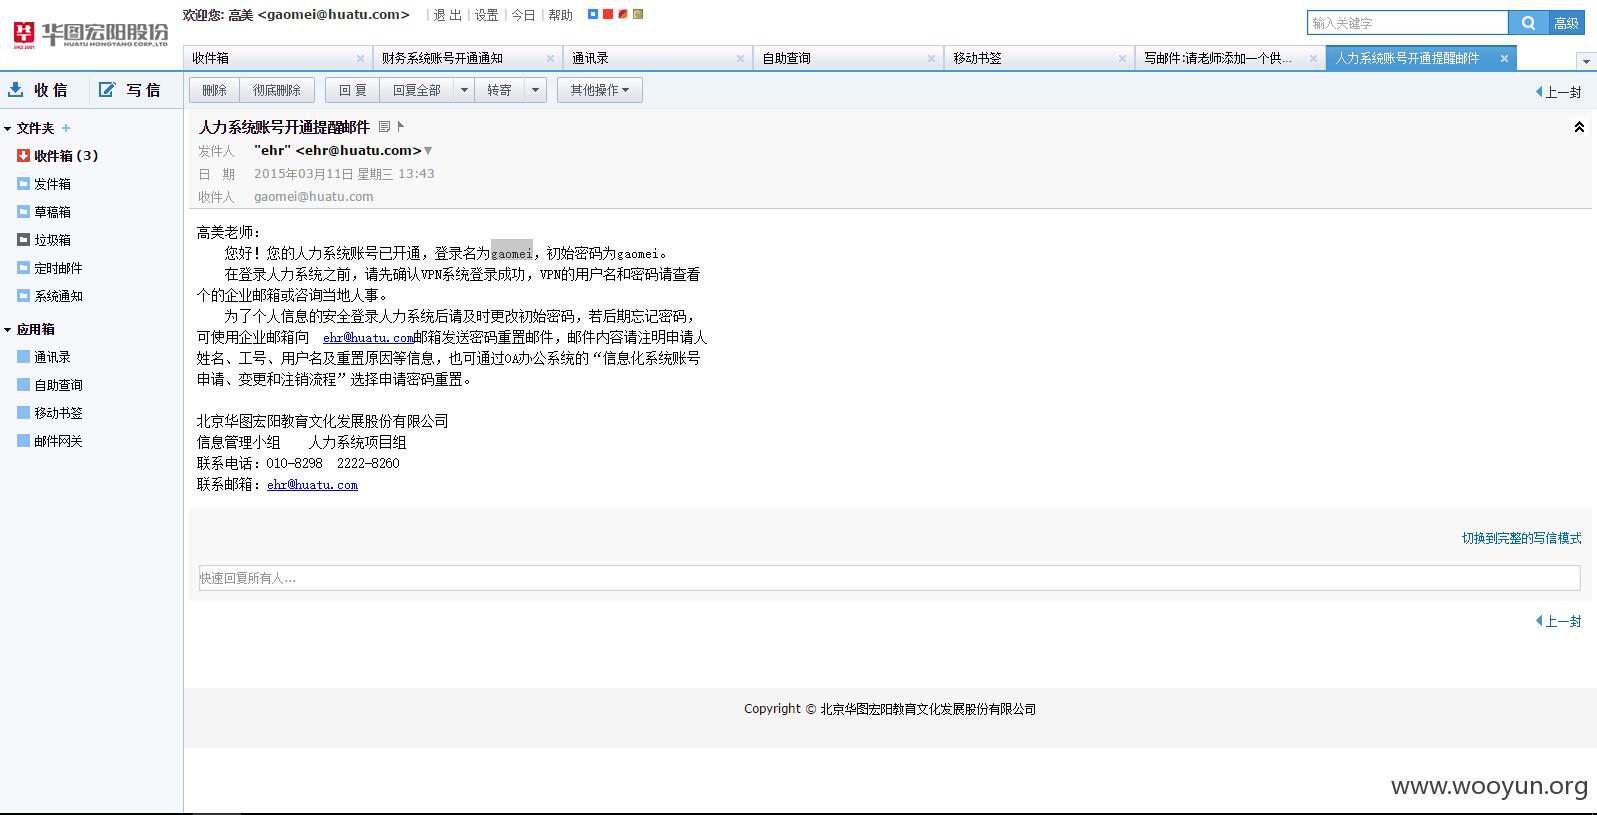 华图宏阳股份
HUATU HONGYANG CORP.,LTD
SINCE 2001
欢迎您: 高美 <gaomei@huatu.com> | 退 出 | 设置 | 今日 | 帮助
输入关键字
高级
收件箱
财务系统账号开通通知
通讯录
自助查询
移动书签
写邮件:请老师添加一个供...
人力系统账号开通提醒邮件
收 信
写 信
删除
彻底删除
回 复
回复全部
转寄
其他操作
上一封
文件夹
收件箱 (3)
发件箱
草稿箱
垃圾箱
定时邮件
系统通知
应用箱
通讯录
自助查询
移动书签
邮件网关
人力系统账号开通提醒邮件
发件人 "ehr" <ehr@huatu.com>
日 期 2015年03月11日 星期三 13:43
收件人 gaomei@huatu.com
高美老师：
您好！您的人力系统账号已开通，登录名为gaomei，初始密码为gaomei。
在登录人力系统之前，请先确认VPN系统登录成功，VPN的用户名和密码请查看
个的企业邮箱或咨询当地人事。
为了个人信息的安全登录人力系统后请及时更改初始密码，若后期忘记密码，
可使用企业邮箱向 ehr@huatu.com邮箱发送密码重置邮件，邮件内容请注明申请人
姓名、工号、用户名及重置原因等信息，也可通过OA办公系统的“信息化系统账号
申请、变更和注销流程”选择申请密码重置。
北京华图宏阳教育文化发展股份有限公司
信息管理小组 人力系统项目组
联系电话：010-8298 2222-8260
联系邮箱：ehr@huatu.com
切换到完整的写信模式
快速回复所有人...
上一封
Copyright © 北京华图宏阳教育文化发展股份有限公司
www.wooyun.org